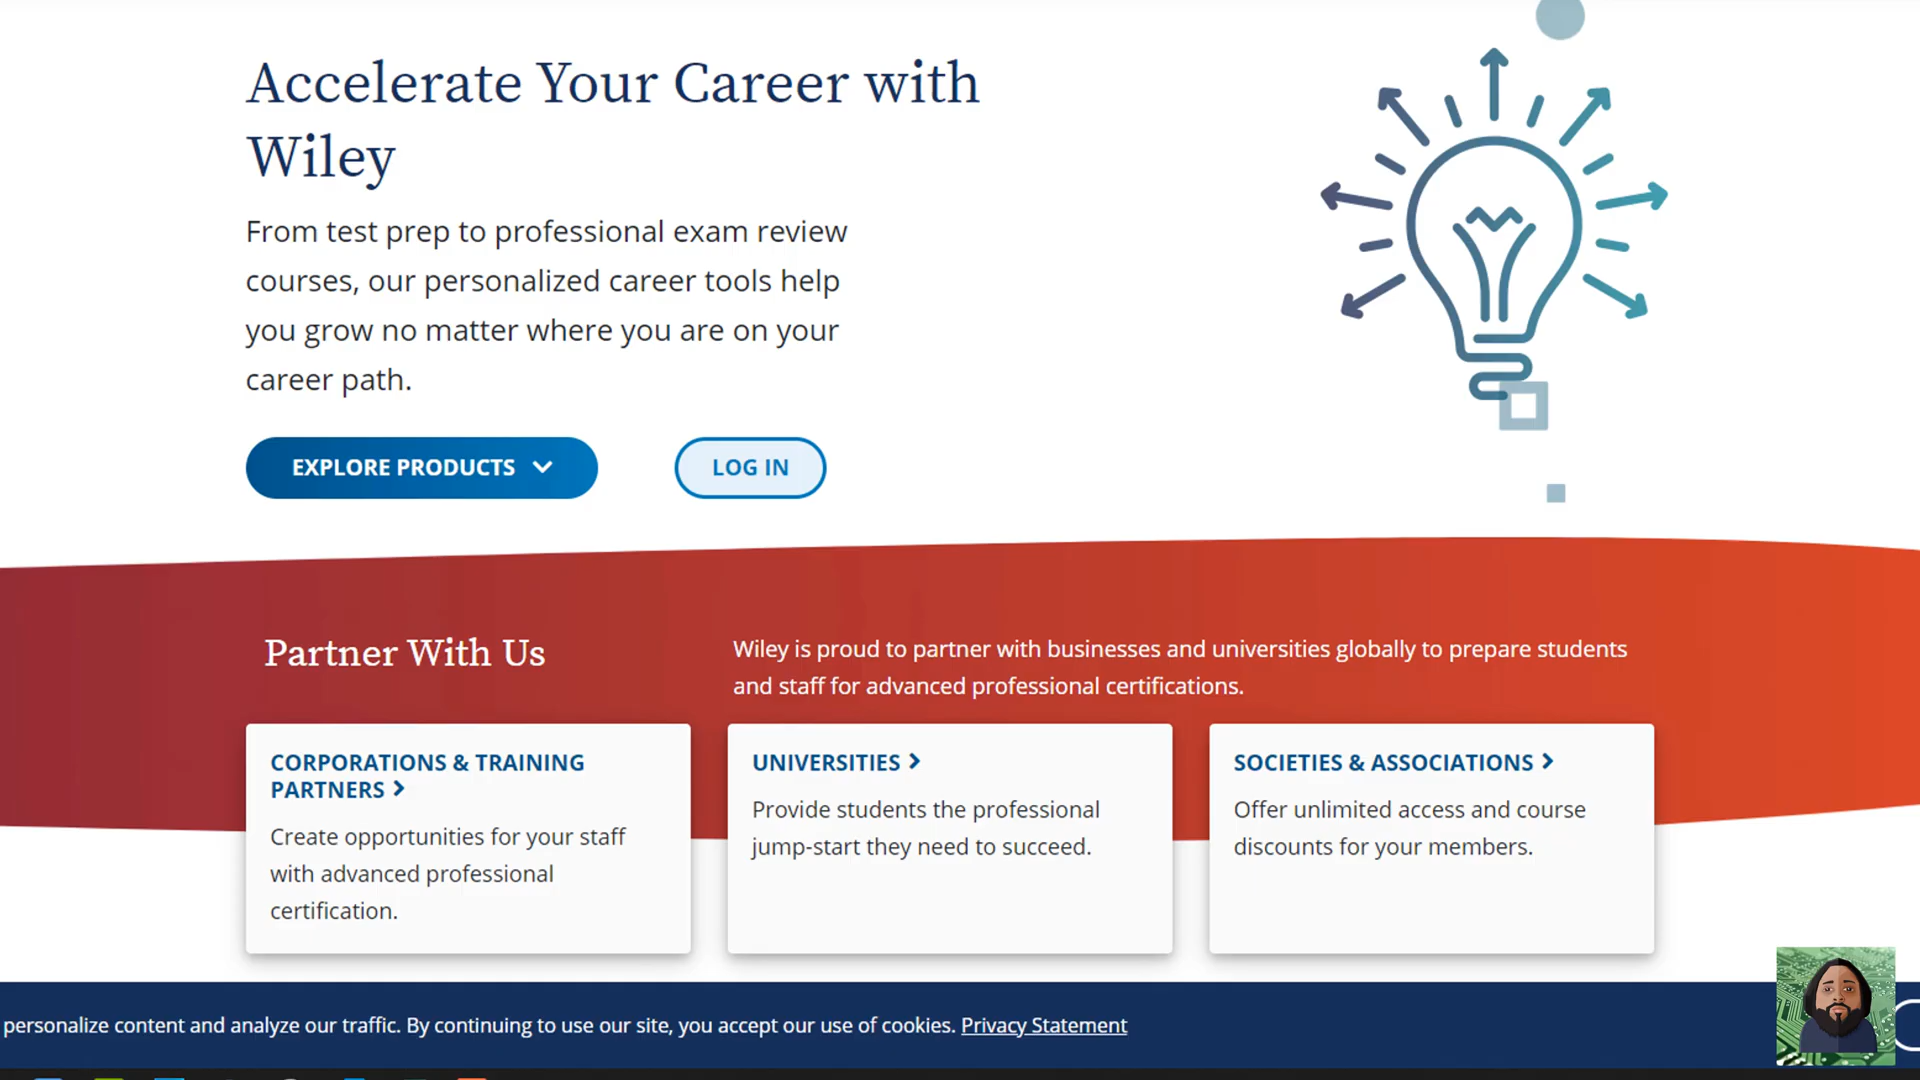 Accelerate Your Career with
Wiley
From test prep to professional exam review
courses, our personalized career tools help
you grow no matter where you are on your
career path.
EXPLORE PRODUCTS
LOG IN
Partner With Us
Wiley is proud to partner with businesses and universities globally to prepare students
and staff for advanced professional certifications.
CORPORATIONS & TRAINING
PARTNERS
Create opportunities for your staff
with advanced professional
certification.
UNIVERSITIES
Provide students the professional
jump-start they need to succeed.
SOCIETIES & ASSOCIATIONS
Offer unlimited access and course
discounts for your members.
personalize content and analyze our traffic. By continuing to use our site, you accept our use of cookies. Privacy Statement